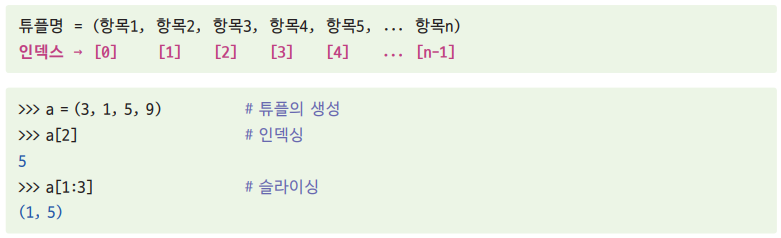 튜플명 = (항목1, 항목2, 항목3, 항목4, 항목5, ... 항목n)
인덱스 → [0] [1] [2] [3] [4] ... [n-1]
>>> a = (3, 1, 5, 9) # 튜플의 생성
>>> a[2] # 인덱싱
5
>>> a[1:3] # 슬라이싱
(1, 5)